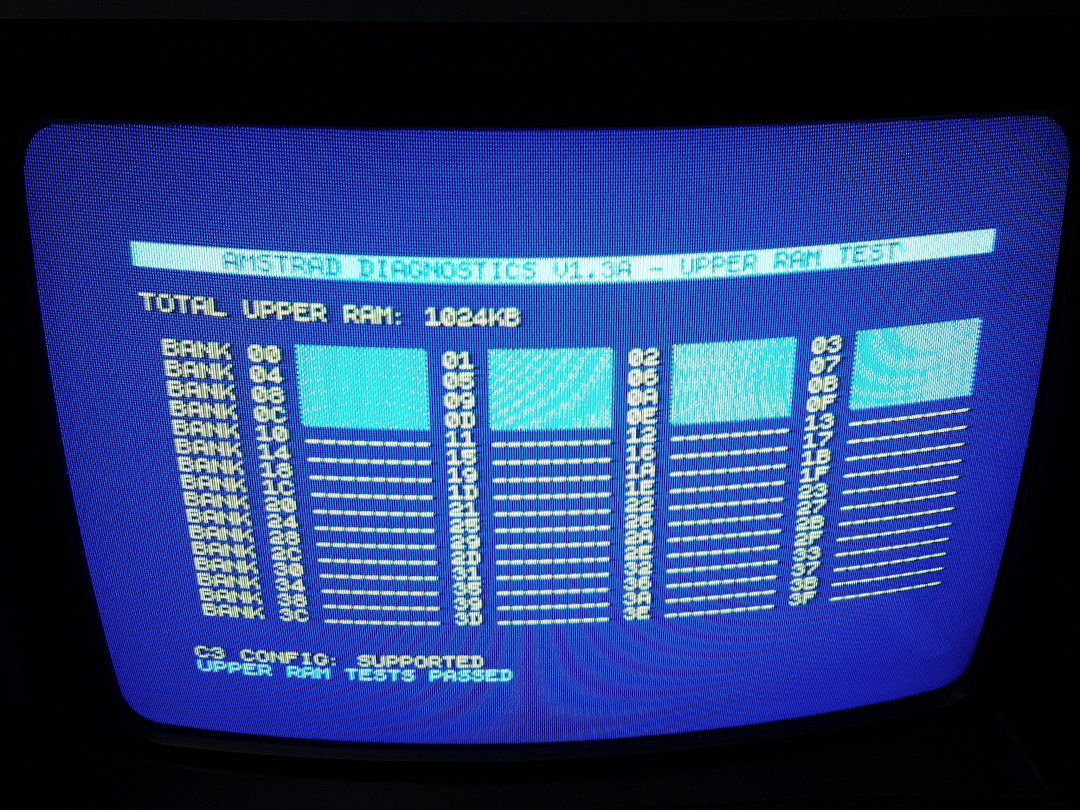 AMSTRAD DIAGNOSTICS V1.3A - UPPER RAM TEST
TOTAL UPPER RAM: 1024KB
BANK 00 01 02 03
BANK 04 05 06 07
BANK 08 09 0A 0B
BANK 0C 0D 0E 0F
BANK 10 11 12 13
BANK 14 15 16 17
BANK 18 19 1A 1B
BANK 1C 1D 1E 1F
BANK 20 21 22 23
BANK 24 25 26 27
BANK 28 29 2A 2B
BANK 2C 2D 2E 2F
BANK 30 31 32 33
BANK 34 35 36 37
BANK 38 39 3A 3B
BANK 3C 3D 3E 3F
C3 CONFIG: SUPPORTED
UPPER RAM TESTS PASSED